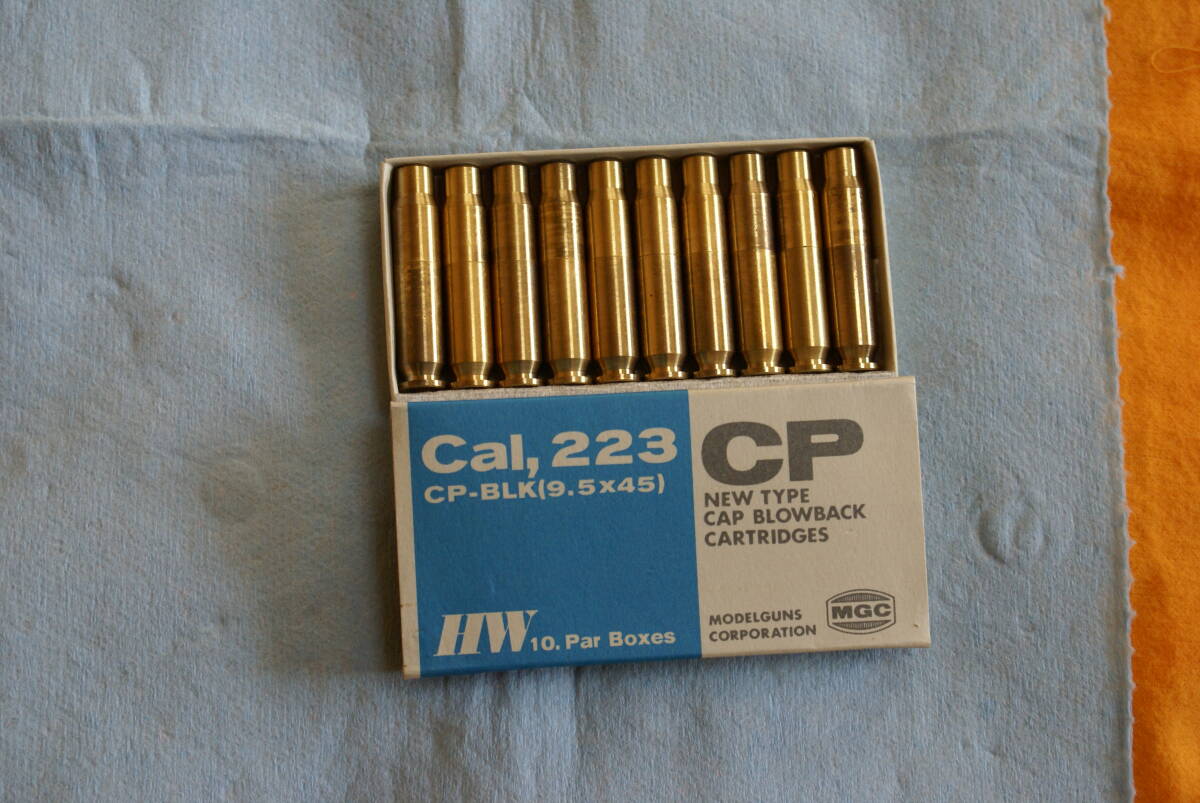 Cal, 223
CP-BLK(9.5x45)
HW 10. Par Boxes
CP
NEW TYPE
CAP BLOWBACK
CARTRIDGES
MODELGUNS
CORPORATION
MGC